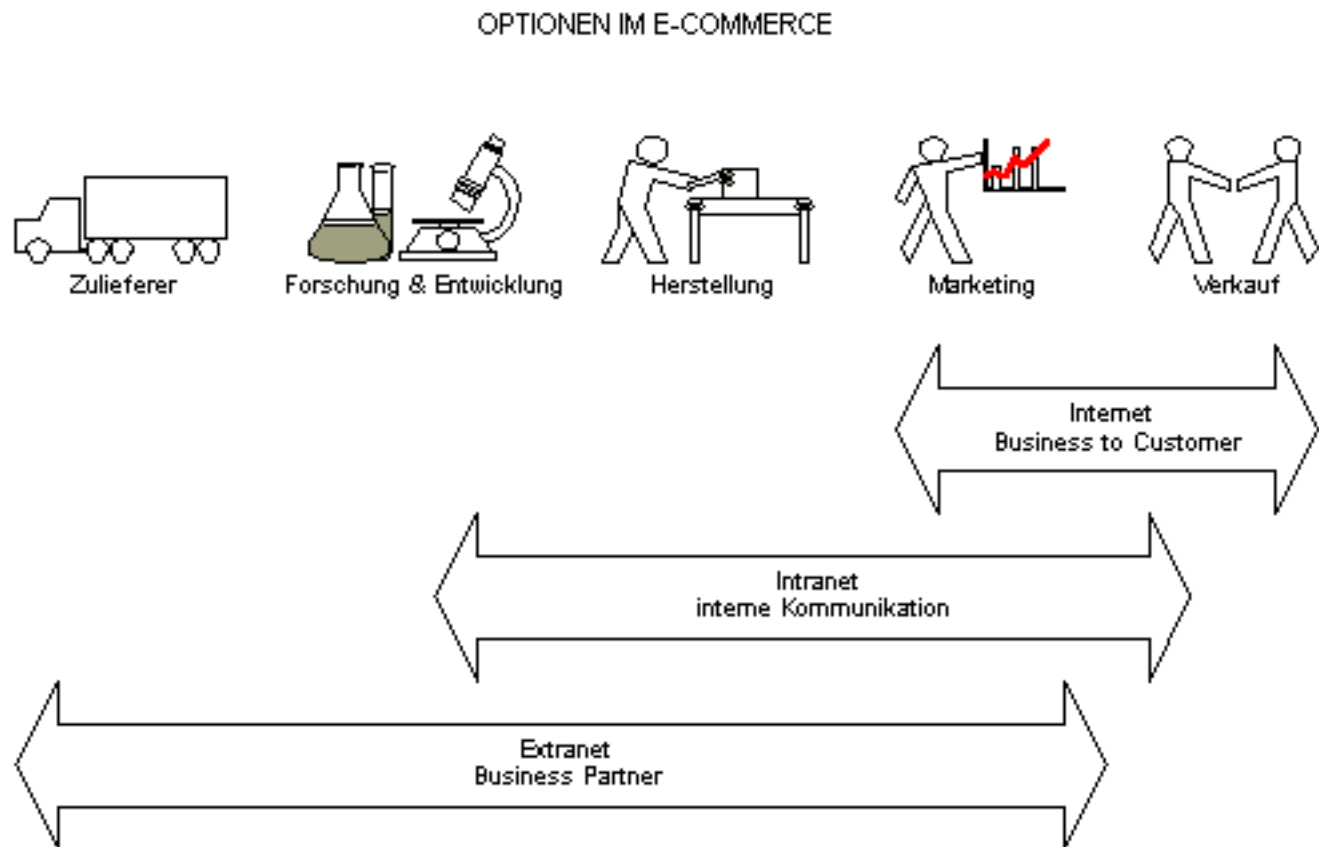 OPTIONEN IM E-COMMERCE
Zulieferer
Forschung & Entwicklung
Herstellung
Marketing
Verkauf
Internet
Business to Customer
Intranet
interne Kommunikation
Extranet
Business Partner